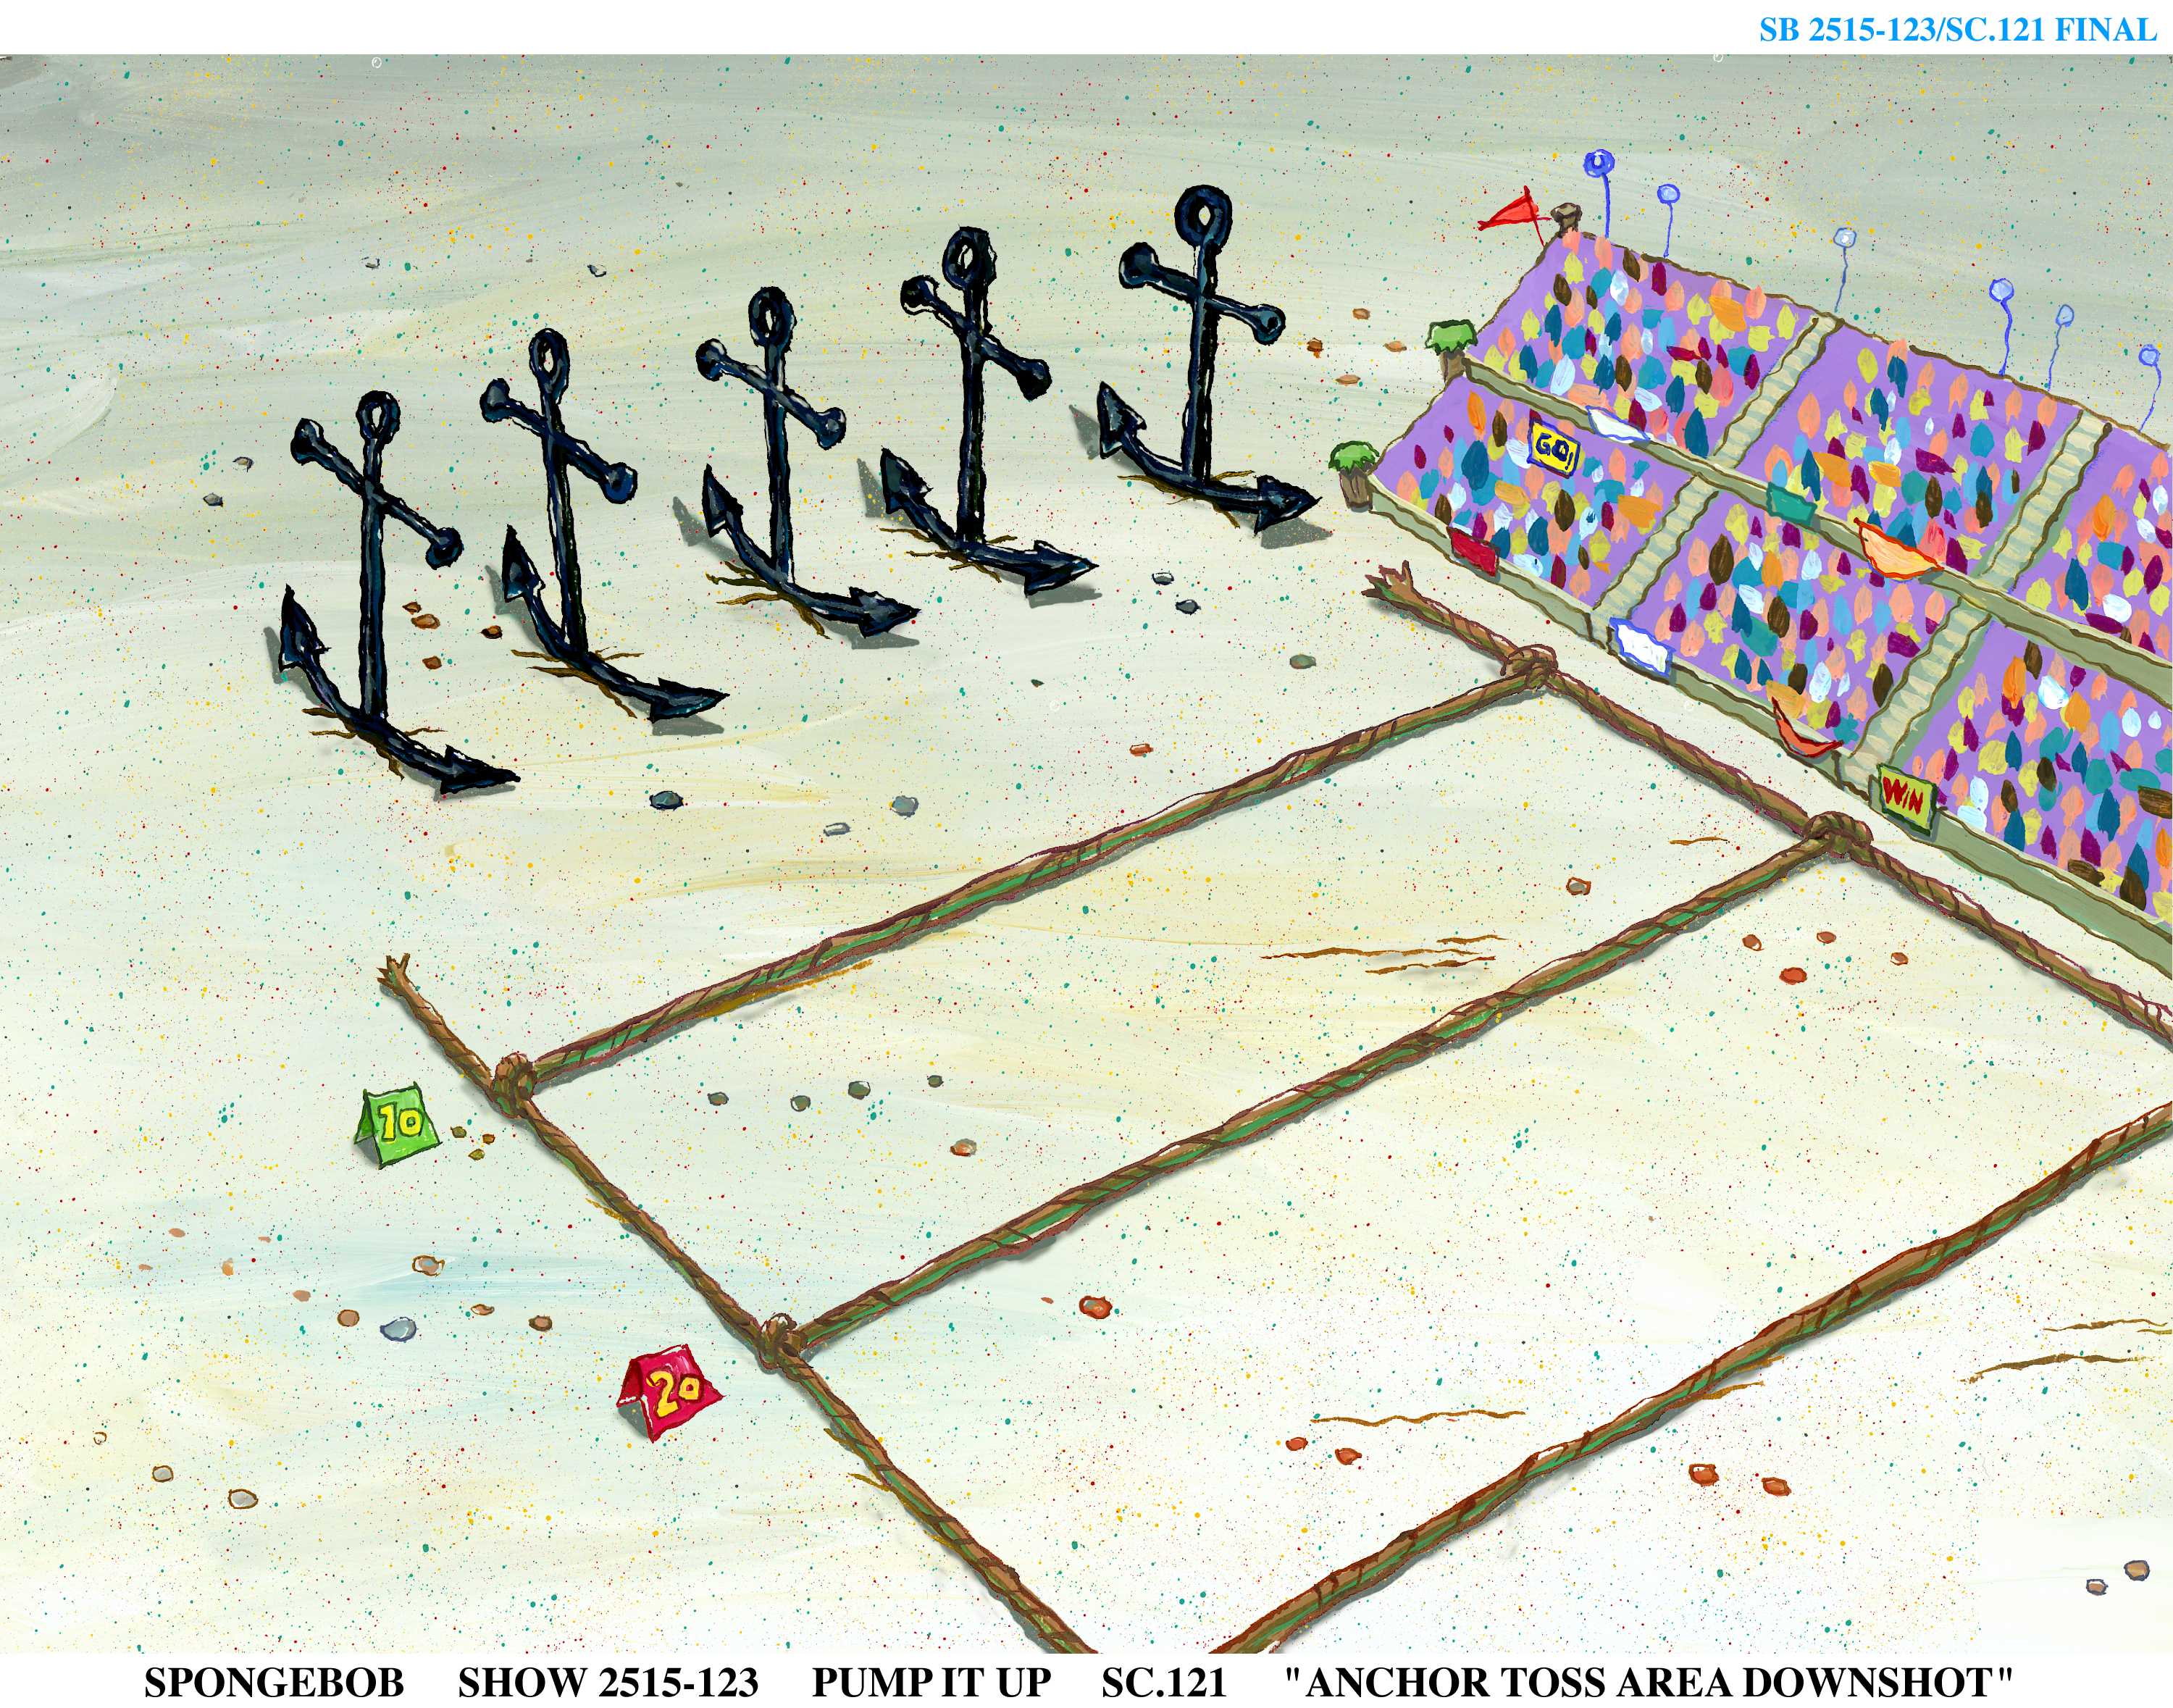 SB 2515-123/SC.121 FINAL
GO!
WIN
10
20
SPONGEBOB SHOW 2515-123 PUMP IT UP SC.121 "ANCHOR TOSS AREA DOWNSHOT"